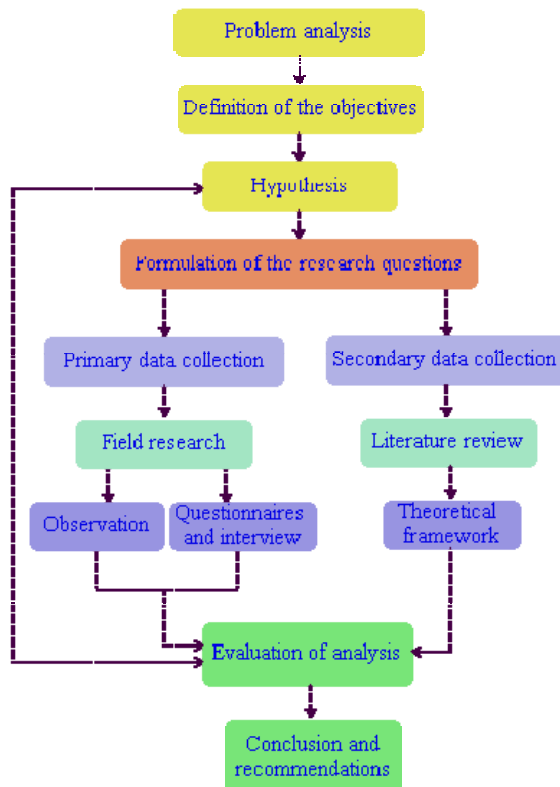 Problem analysis
Definition of the objectives
Hypothesis
Formulation of the research questions
Primary data collection
Secondary data collection
Field research
Literature review
Observation
Questionnaires
and interview
Theoretical
framework
Evaluation of analysis
Conclusion and
recommendations